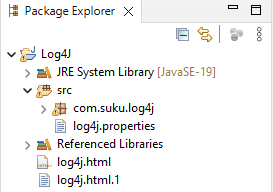 Package Explorer
Log4J
JRE System Library [JavaSE-19]
src
com.suku.log4j
log4j.properties
Referenced Libraries
log4j.html
log4j.html.1